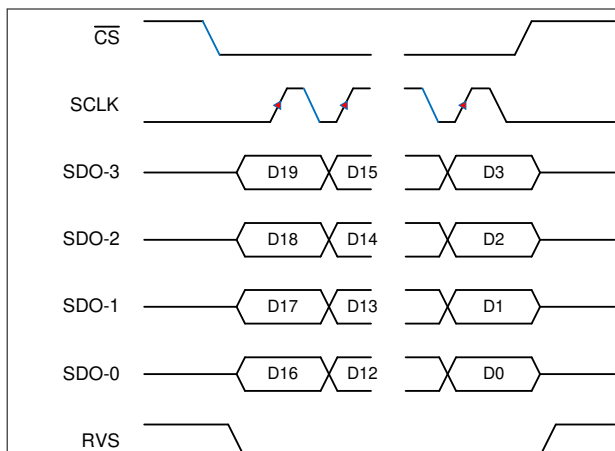 CS
SCLK
SDO-3 D19 D15 D3
SDO-2 D18 D14 D2
SDO-1 D17 D13 D1
SDO-0 D16 D12 D0
RVS